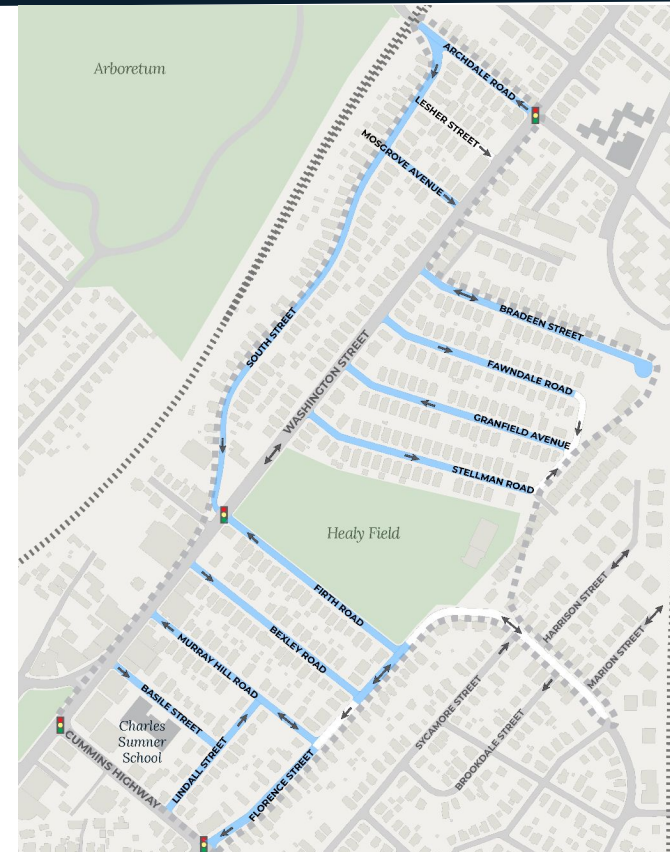 Arboretum
ARCHDALE ROAD
LESHER STREET
MOSGROVE AVENUE
BRADEEN STREET
SOUTH STREET
WASHINGTON STREET
FAWNDALE ROAD
GRANFIELD AVENUE
STELLMAN ROAD
Healy Field
HARRISON STREET
FIRTH ROAD
MARION STREET
BEXLEY ROAD
MURRAY HILL ROAD
SYCAMORE STREET
BROOKDALE STREET
BASILE STREET
Charles
Sumner
School
LINDALL STREET
CUMMINS HIGHWAY
FLORENCE STREET